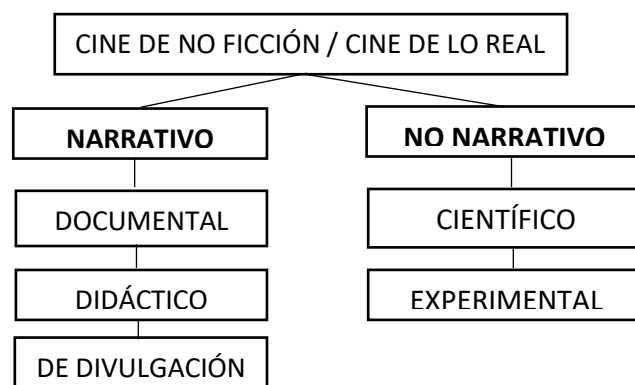 CINE DE NO FICCIÓN / CINE DE LO REAL
NARRATIVO
NO NARRATIVO
DOCUMENTAL
CIENTÍFICO
DIDÁCTICO
EXPERIMENTAL
DE DIVULGACIÓN